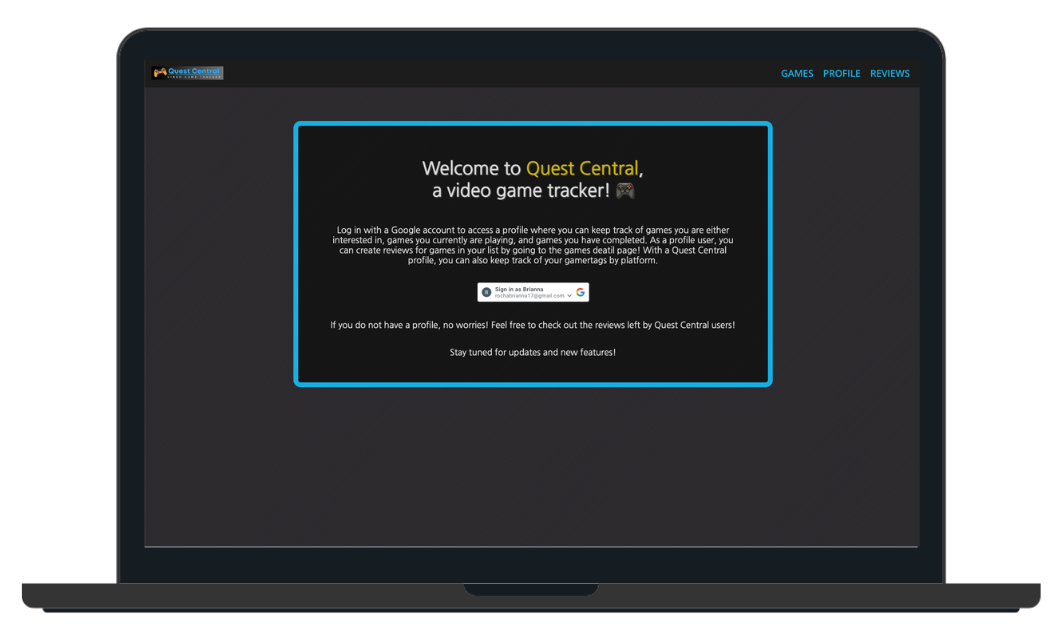 Quest Central
VIDEO GAME TRACKER
GAMES PROFILE REVIEWS
Welcome to Quest Central,
a video game tracker! 🎮
Log in with a Google account to access a profile where you can keep track of games you are either
interested in, games you currently are playing, and games you have completed. As a profile user, you
can create reviews for games in your list by going to the games deatil page! With a Quest Central
profile, you can also keep track of your gamertags by platform.
B
Sign in as Brianna
rochabrianna17@gmail.com
If you do not have a profile, no worries! Feel free to check out the reviews left by Quest Central users!
Stay tuned for updates and new features!